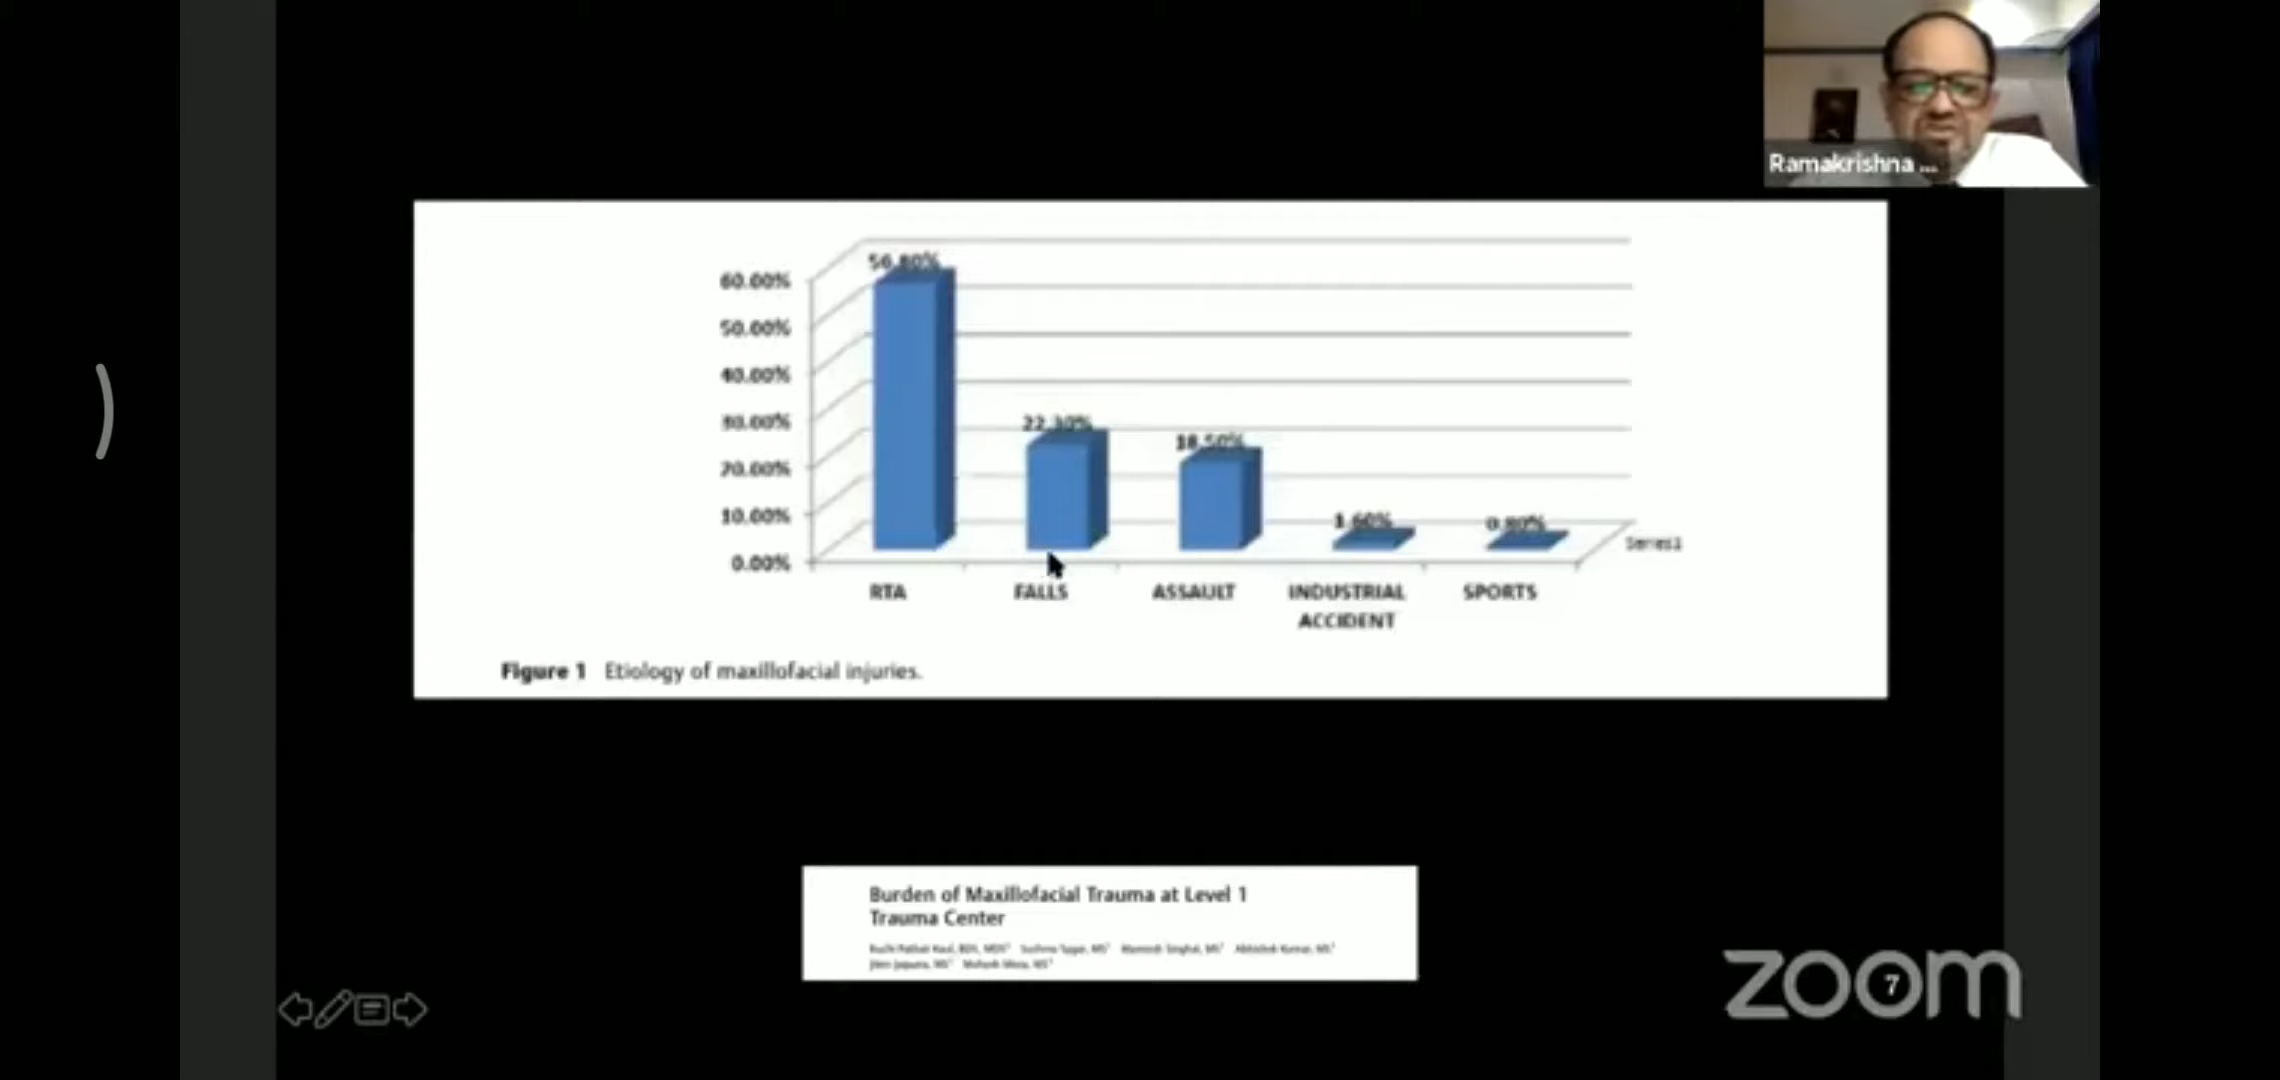 Ramakrishna ...
56.80%
60.00%
50.00%
40.00%
30.00%
20.00%
10.00%
0.00%
22.30%
18.50%
1.60%
0.80%
Series1
RTA FALLS ASSAULT INDUSTRIAL ACCIDENT SPORTS
Figure 1 Etiology of maxillofacial injuries.
Burden of Maxillofacial Trauma at Level 1
Trauma Center
zoom
7